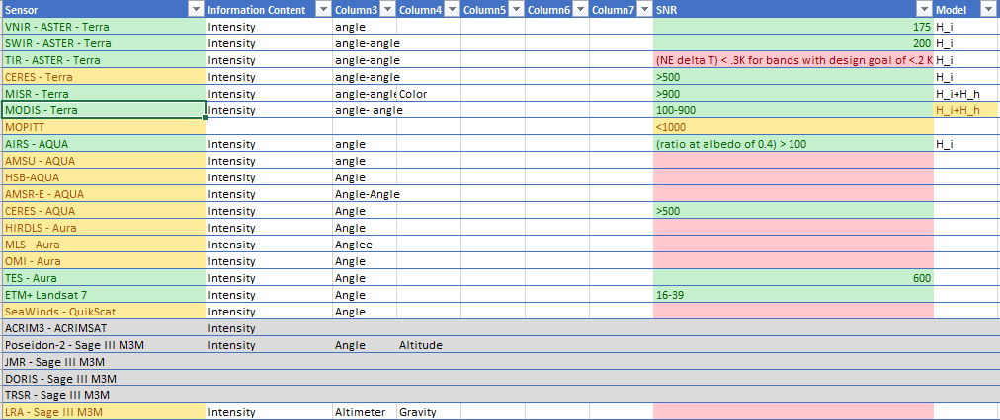 Sensor Information Content Column3 Column4 Column5 Column6 Column7 SNR Model
VNIR - ASTER - Terra Intensity angle 175 H_i
SWIR - ASTER - Terra Intensity angle-angle 200 H_i
TIR - ASTER - Terra Intensity angle-angle (NE delta T) < .3K for bands with design goal of <.2 K H_i
CERES - Terra Intensity angle-angle >500 H_i
MISR - Terra Intensity angle-angle Color >900 H_i+H_h
MODIS - Terra Intensity angle- angle 100-900 H_i+H_h
MOPITT <1000
AIRS - AQUA Intensity angle (ratio at albedo of 0.4) > 100 H_i
AMSU - AQUA Intensity Angle
HSB-AQUA Intensity Angle
AMSR-E - AQUA Intensity Angle-Angle
CERES - AQUA Intensity Angle >500
HIRDLS - Aura Intensity Angle
MLS - Aura Intensity Anglee
OMI - Aura Intensity Angle
TES - Aura Intensity Angle 600
ETM+ Landsat 7 Intensity Angle 16-39
SeaWinds - QuikScat Intensity Angle
ACRIM3 - ACRIMSAT Intensity
Poseidon-2 - Sage III M3M Intensity Angle Altitude
JMR - Sage III M3M
DORIS - Sage III M3M
TRSR - Sage III M3M
LRA - Sage III M3M Intensity Altimeter Gravity